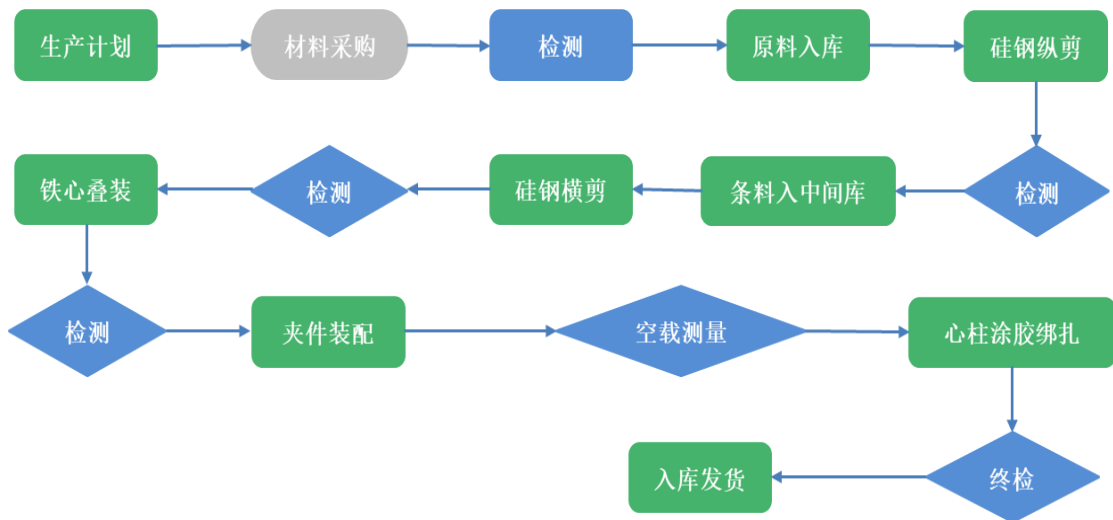 生产计划
材料采购
检测
原料入库
硅钢纵剪
检测
条料入中间库
硅钢横剪
检测
铁心叠装
检测
夹件装配
空载测量
心柱涂胶绑扎
终检
入库发货